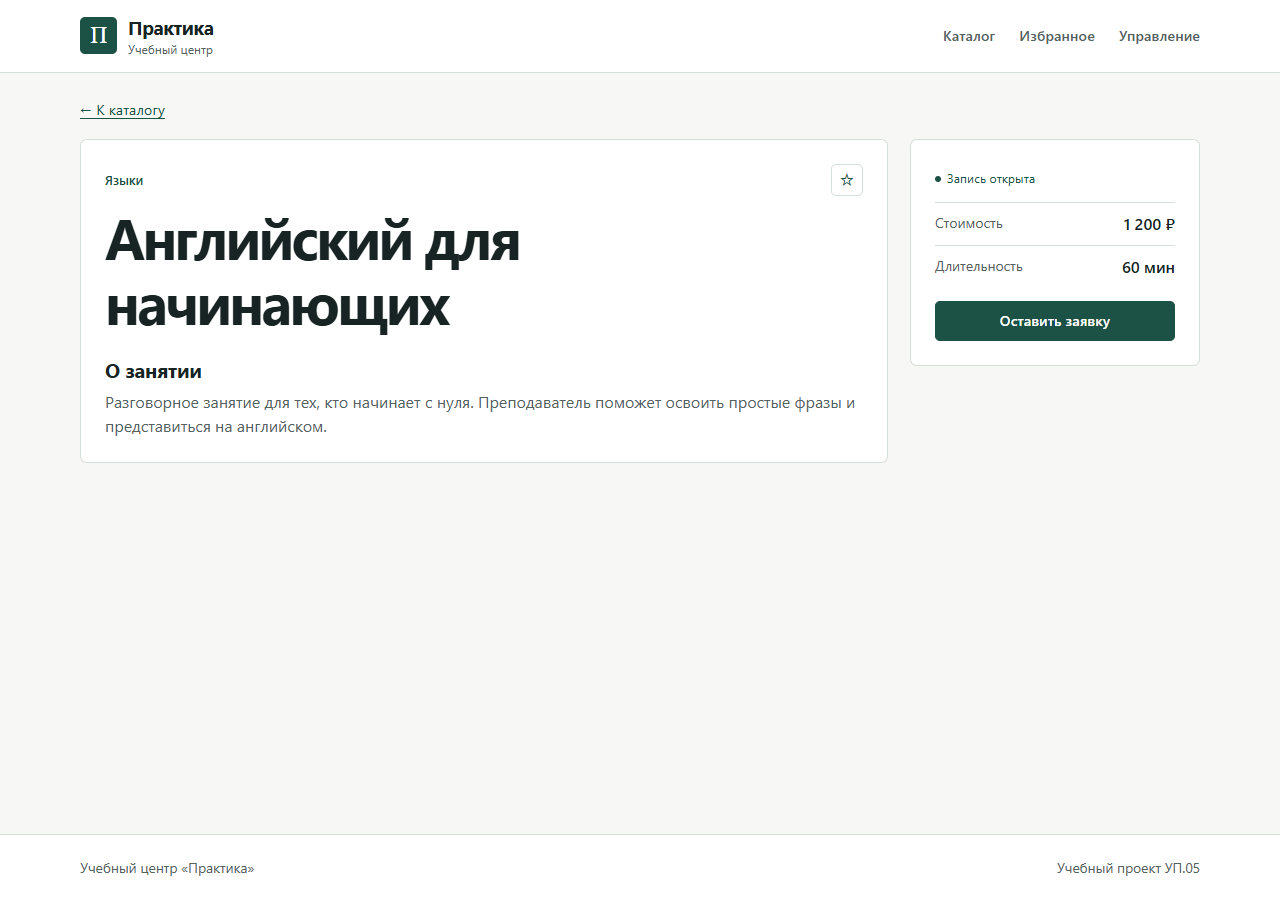 П
Практика
Учебный центр
Каталог Избранное Управление
← К каталогу
Языки
☆
Английский для
начинающих
О занятии
Разговорное занятие для тех, кто начинает с нуля. Преподаватель поможет освоить простые фразы и
представиться на английском.
Запись открыта
Стоимость 1 200 ₽
Длительность 60 мин
Оставить заявку
Учебный центр «Практика»
Учебный проект УП.05